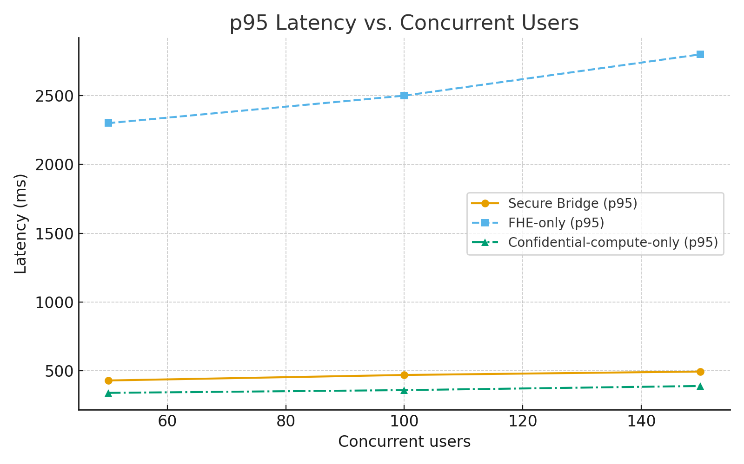 p95 Latency vs. Concurrent Users
Latency (ms)
2500
2000
1500
1000
500
Secure Bridge (p95)
FHE-only (p95)
Confidential-compute-only (p95)
60 80 100 120 140
Concurrent users